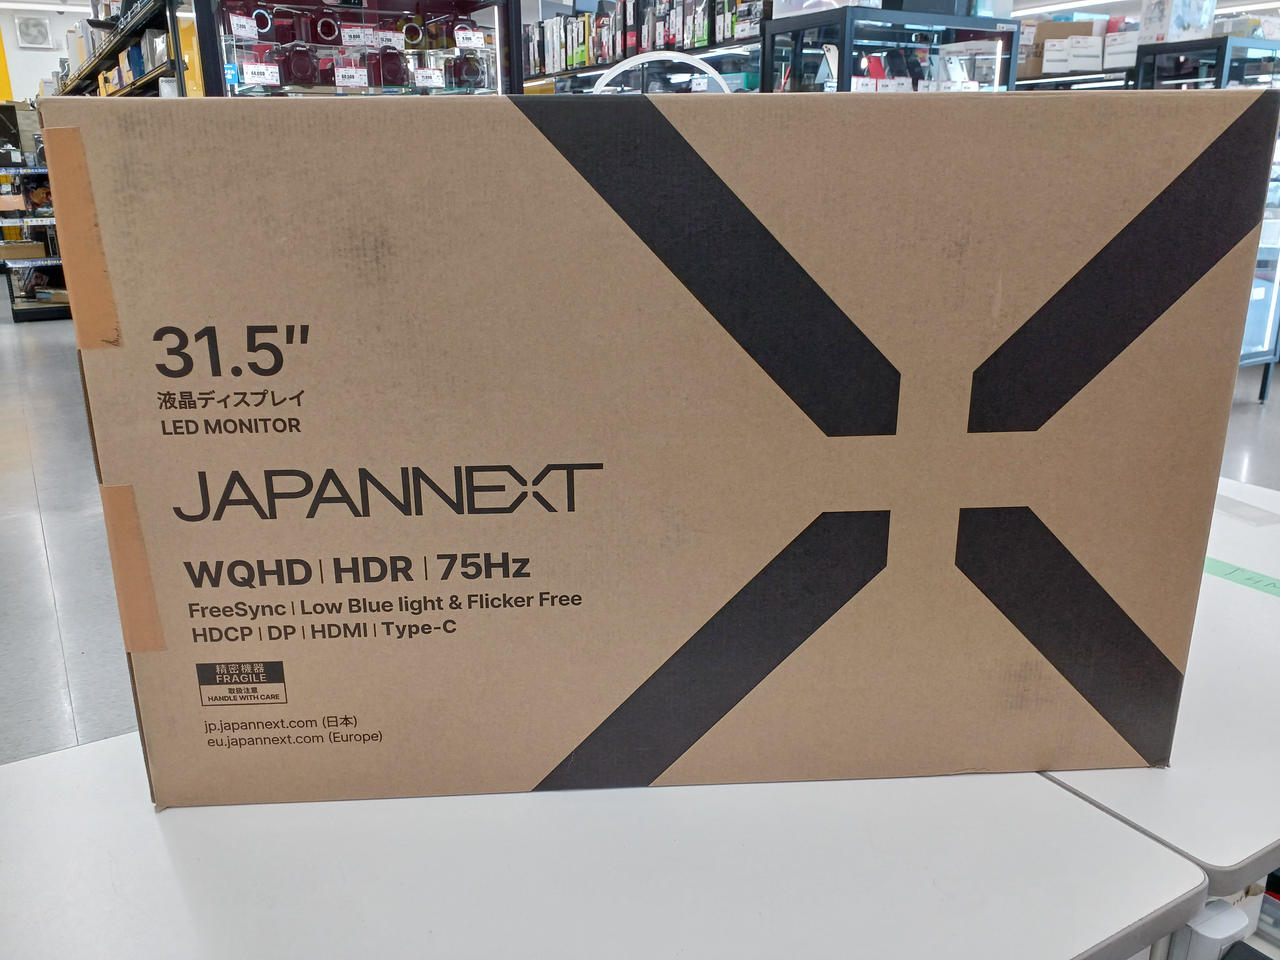 31.5"
液晶ディスプレイ
LED MONITOR
JAPANNEXT
WQHD | HDR | 75Hz
FreeSync | Low Blue light & Flicker Free
HDCP | DP | HDMI | Type-C
精密機器
FRAGILE
取扱注意
HANDLE WITH CARE
jp.japannext.com (日本)
eu.japannext.com (Europe)